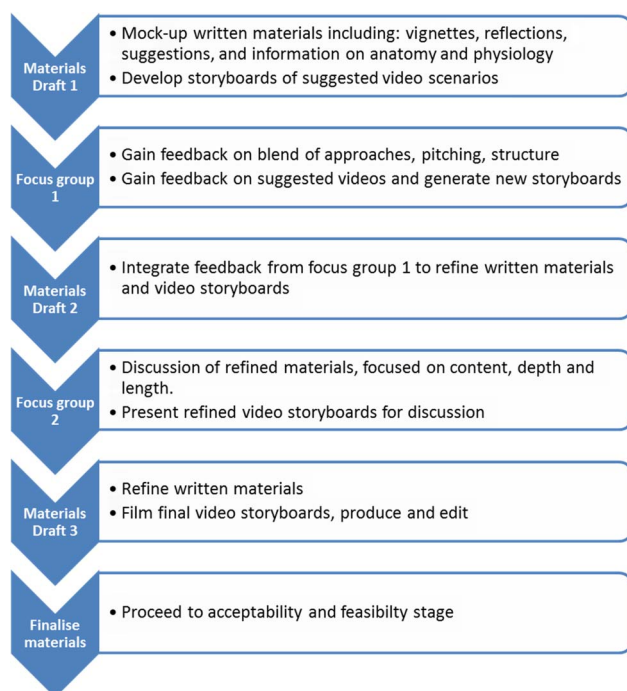 Materials
Draft 1
• Mock-up written materials including: vignettes, reflections,
suggestions, and information on anatomy and physiology
• Develop storyboards of suggested video scenarios
Focus group
1
• Gain feedback on blend of approaches, pitching, structure
• Gain feedback on suggested videos and generate new storyboards
Materials
Draft 2
• Integrate feedback from focus group 1 to refine written materials
and video storyboards
Focus group
2
• Discussion of refined materials, focused on content, depth and
length.
• Present refined video storyboards for discussion
Materials
Draft 3
• Refine written materials
• Film final video storyboards, produce and edit
Finalise
materials
• Proceed to acceptability and feasibilty stage